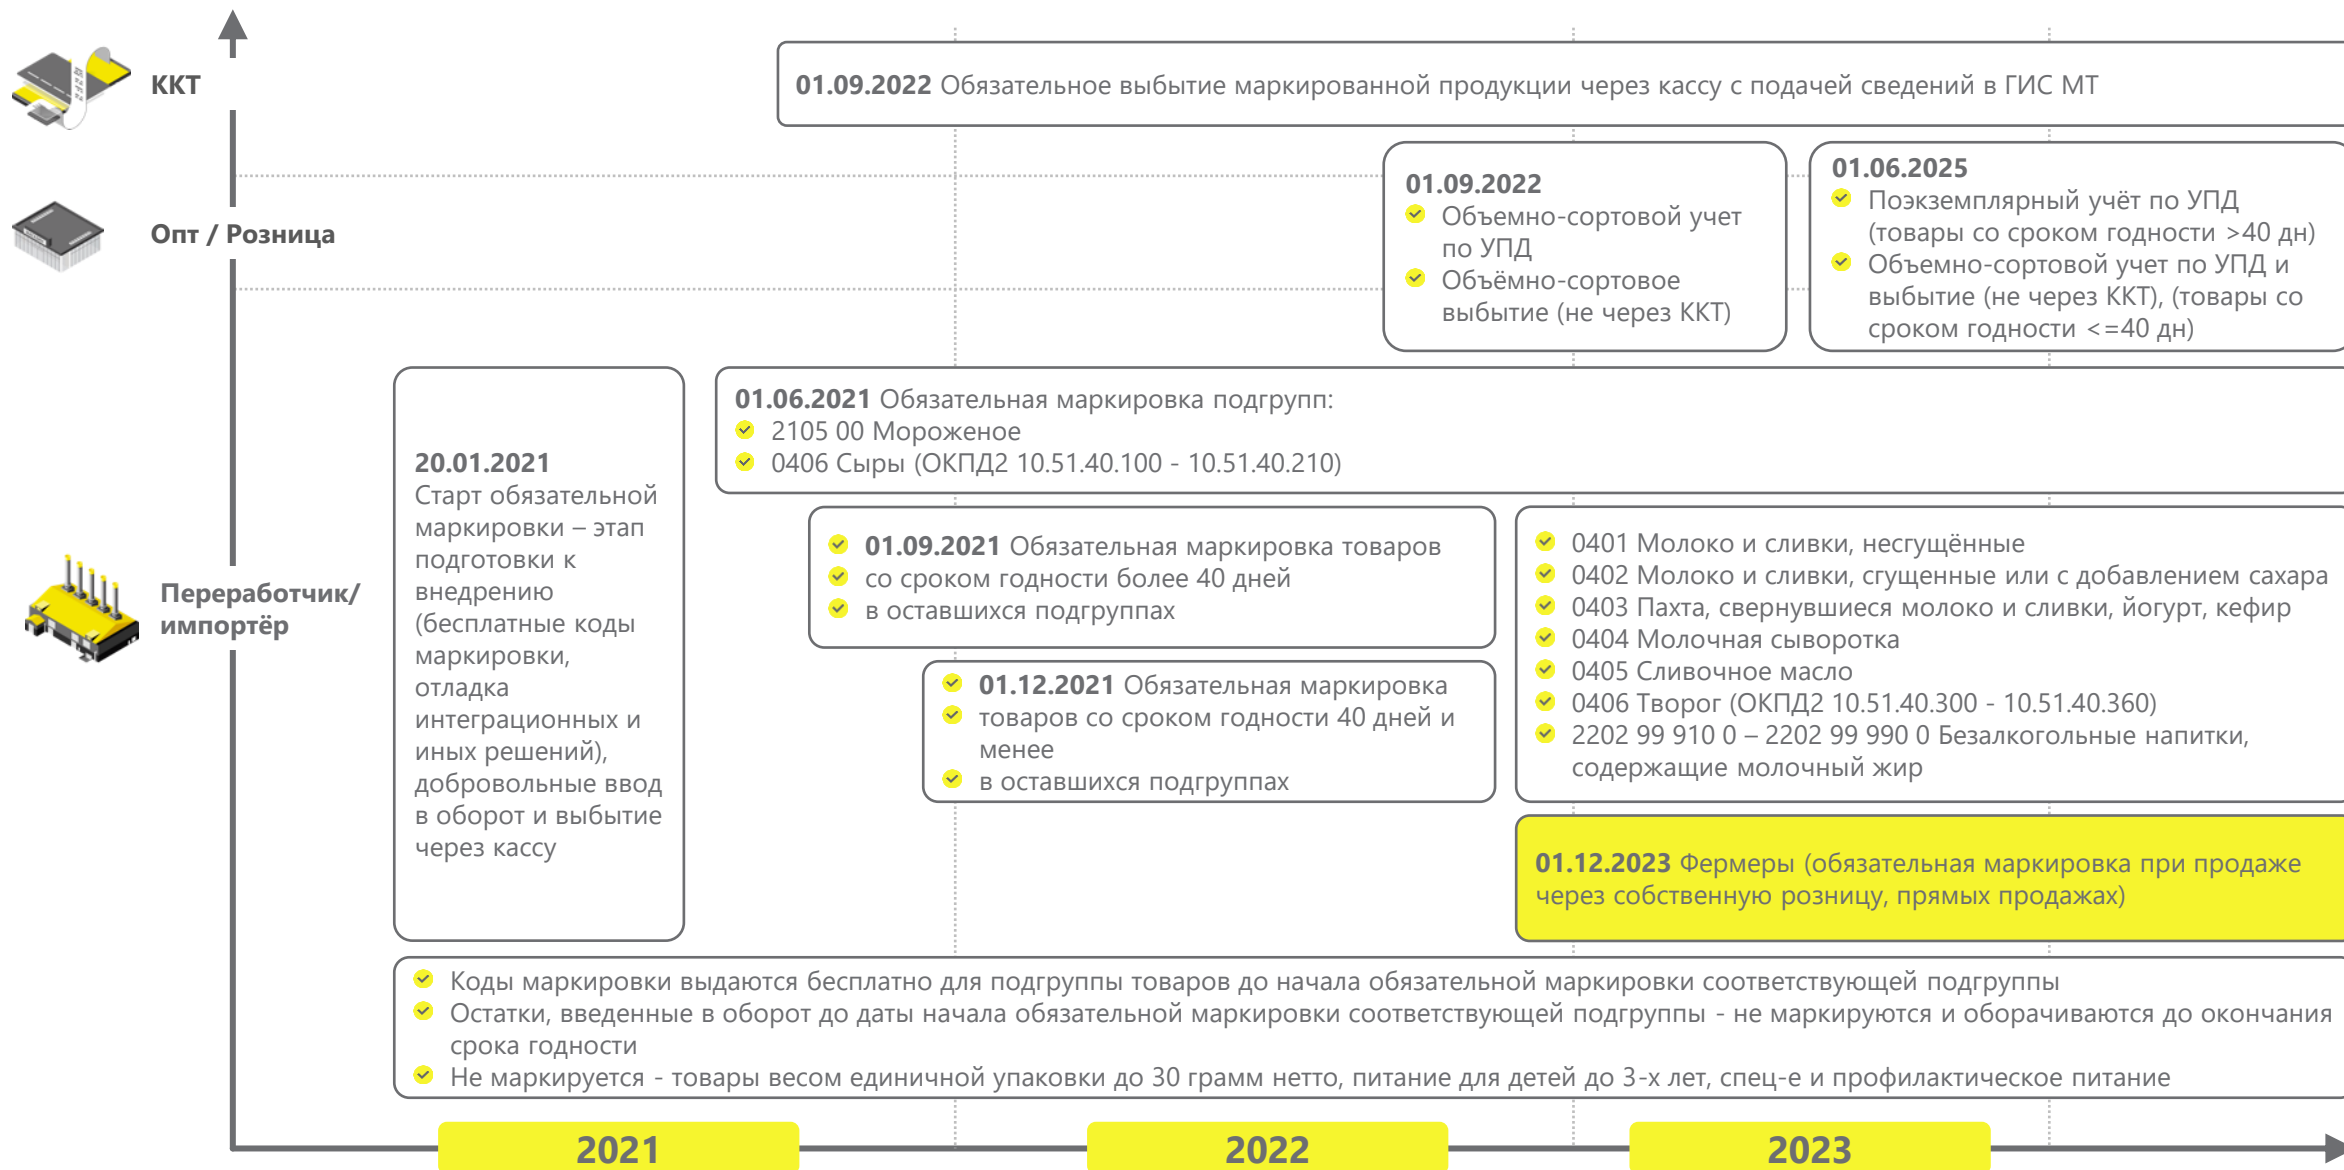 ККТ
01.09.2022 Обязательное выбытие маркированной продукции через кассу с подачей сведений в ГИС МТ
Опт / Розница
01.09.2022
Объемно-сортовой учет
по УПД
Объёмно-сортовое
выбытие (не через ККТ)
01.06.2025
Поэкземплярный учёт по УПД
(товары со сроком годности >40 дн)
Объемно-сортовой учет по УПД и
выбытие (не через ККТ), (товары со
сроком годности <=40 дн)
Переработчик/
импортёр
20.01.2021
Старт обязательной
маркировки – этап
подготовки к
внедрению
(бесплатные коды
маркировки,
отладка
интеграционных и
иных решений),
добровольные ввод
в оборот и выбытие
через кассу
01.06.2021 Обязательная маркировка подгрупп:
2105 00 Мороженое
0406 Сыры (ОКПД2 10.51.40.100 - 10.51.40.210)
01.09.2021 Обязательная маркировка товаров
со сроком годности более 40 дней
в оставшихся подгруппах
01.12.2021 Обязательная маркировка
товаров со сроком годности 40 дней и
менее
в оставшихся подгруппах
0401 Молоко и сливки, несгущённые
0402 Молоко и сливки, сгущенные или с добавлением сахара
0403 Пахта, свернувшиеся молоко и сливки, йогурт, кефир
0404 Молочная сыворотка
0405 Сливочное масло
0406 Творог (ОКПД2 10.51.40.300 - 10.51.40.360)
2202 99 910 0 – 2202 99 990 0 Безалкогольные напитки,
содержащие молочный жир
01.12.2023 Фермеры (обязательная маркировка при продаже
через собственную розницу, прямых продажах)
Коды маркировки выдаются бесплатно для подгруппы товаров до начала обязательной маркировки соответствующей подгруппы
Остатки, введенные в оборот до даты начала обязательной маркировки соответствующей подгруппы - не маркируются и оборачиваются до окончания
срока годности
Не маркируется - товары весом единичной упаковки до 30 грамм нетто, питание для детей до 3-х лет, спец-е и профилактическое питание
2021
2022
2023